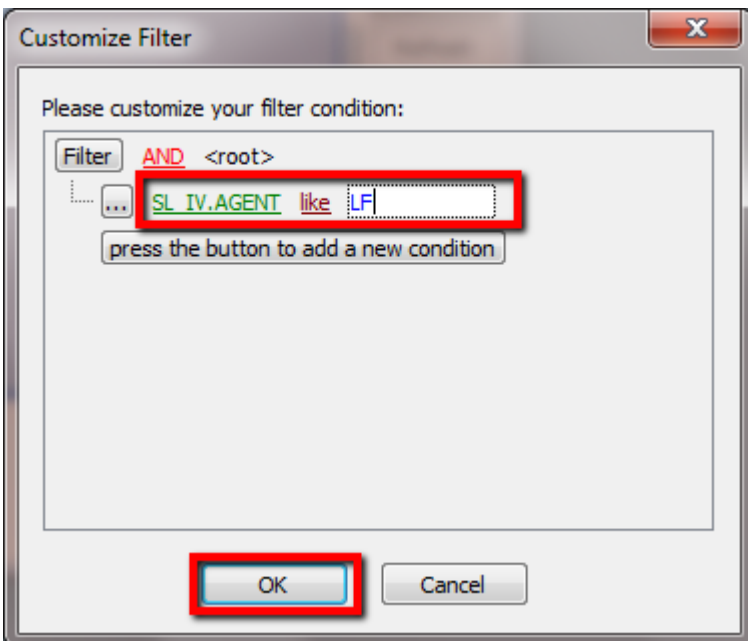 Customize Filter
Please customize your filter condition:
Filter AND <root>
... SL_IV.AGENT like LF
press the button to add a new condition
OK Cancel